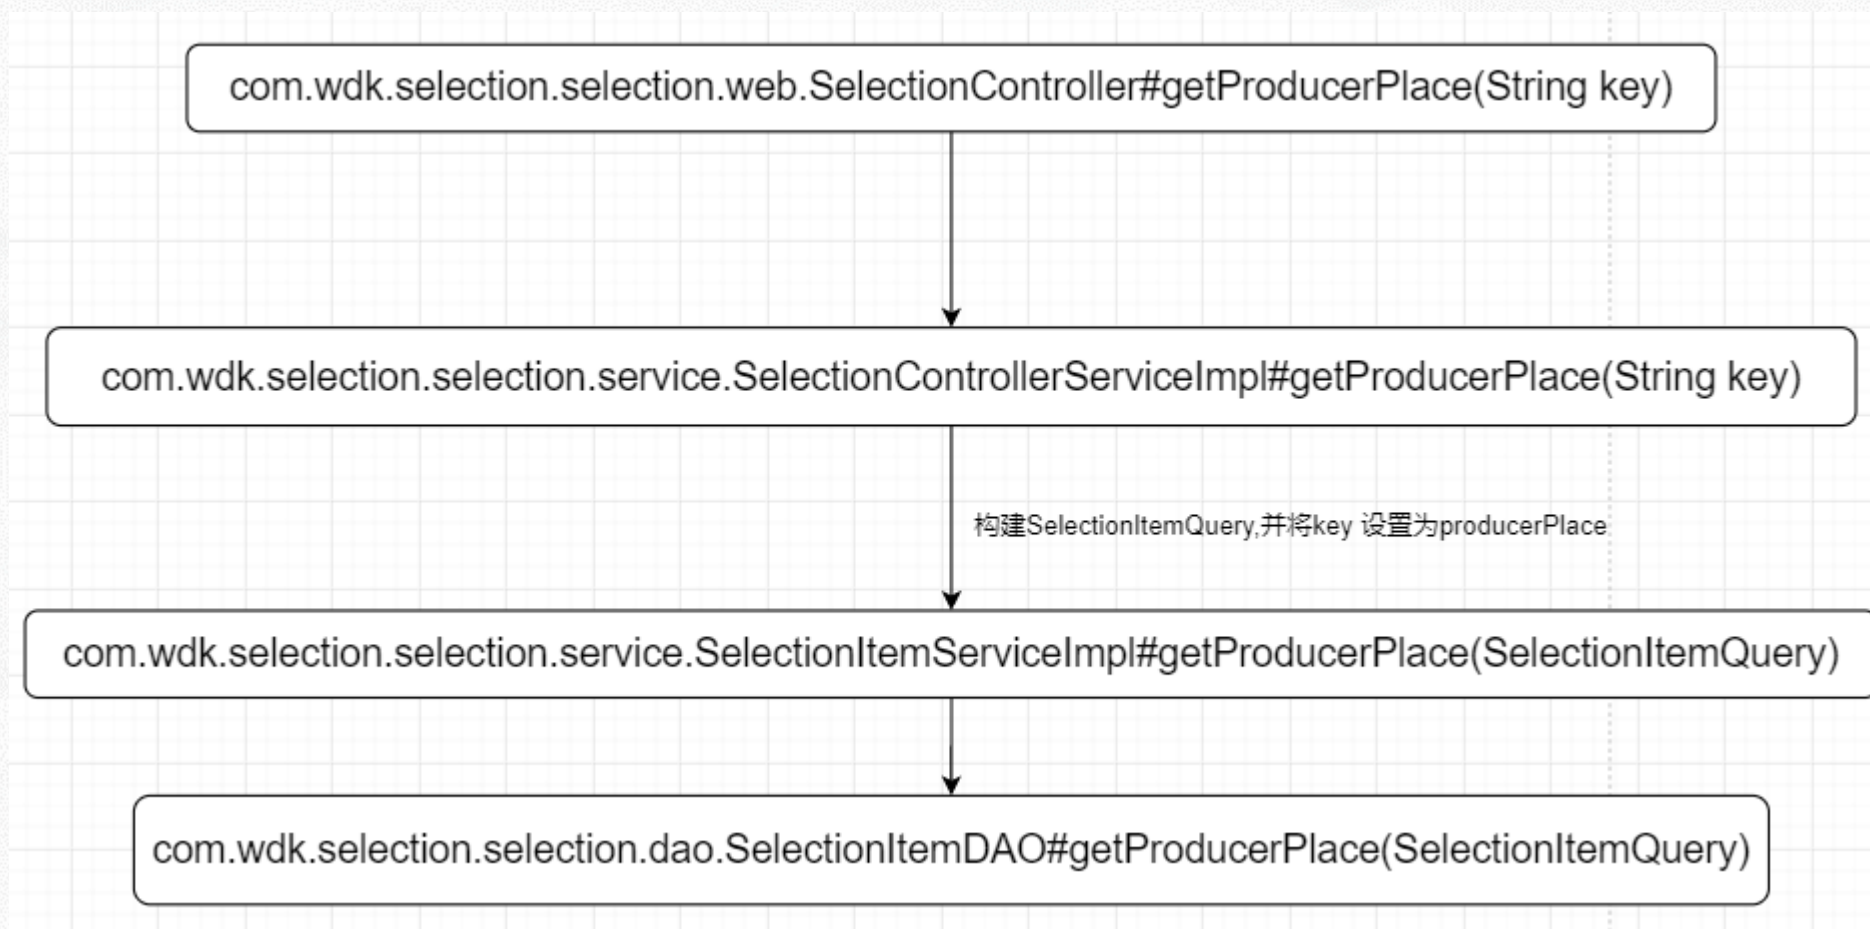 com.wdk.selection.selection.web.SelectionController#getProducerPlace(String key)
com.wdk.selection.selection.service.SelectionControllerServiceImpl#getProducerPlace(String key)
构建SelectionItemQuery,并将key 设置为producerPlace
com.wdk.selection.selection.service.SelectionItemServiceImpl#getProducerPlace(SelectionItemQuery)
com.wdk.selection.selection.dao.SelectionItemDAO#getProducerPlace(SelectionItemQuery)